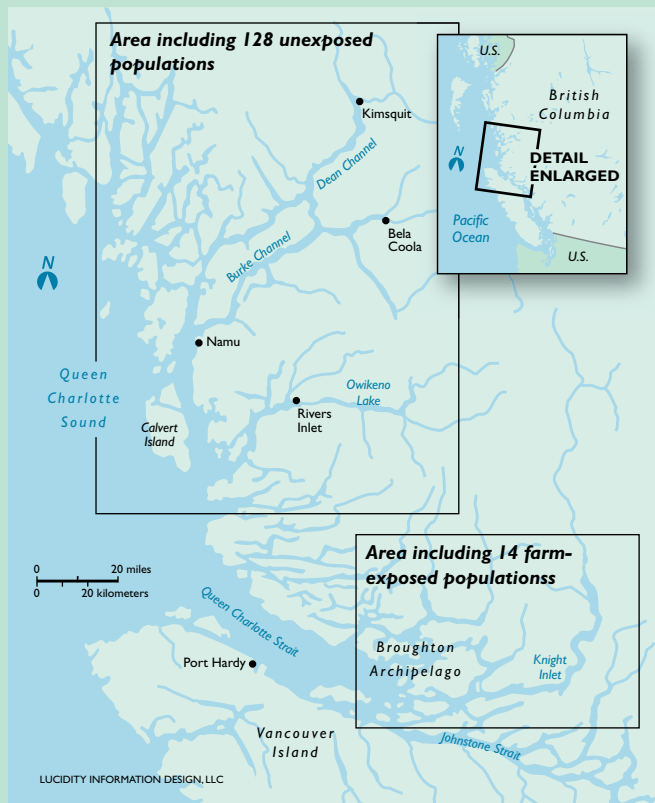 Area including 128 unexposed
populations
Kimsquit
Dean Channel
Bela
Coola
Burke Channel
N
Namu
Queen
Charlotte
Sound
Calvert
Island
Owikeno
Lake
Rivers
Inlet
U.S.
British
Columbia
N
DETAIL
ENLARGED
Pacific
Ocean
U.S.
0 20 miles
0 20 kilometers
Area including 14 farm-
exposed populationss
Queen Charlotte Strait
Broughton
Archipelago
Knight
Inlet
Port Hardy
Vancouver
Island
Johnstone Strait
LUCIDITY INFORMATION DESIGN, LLC